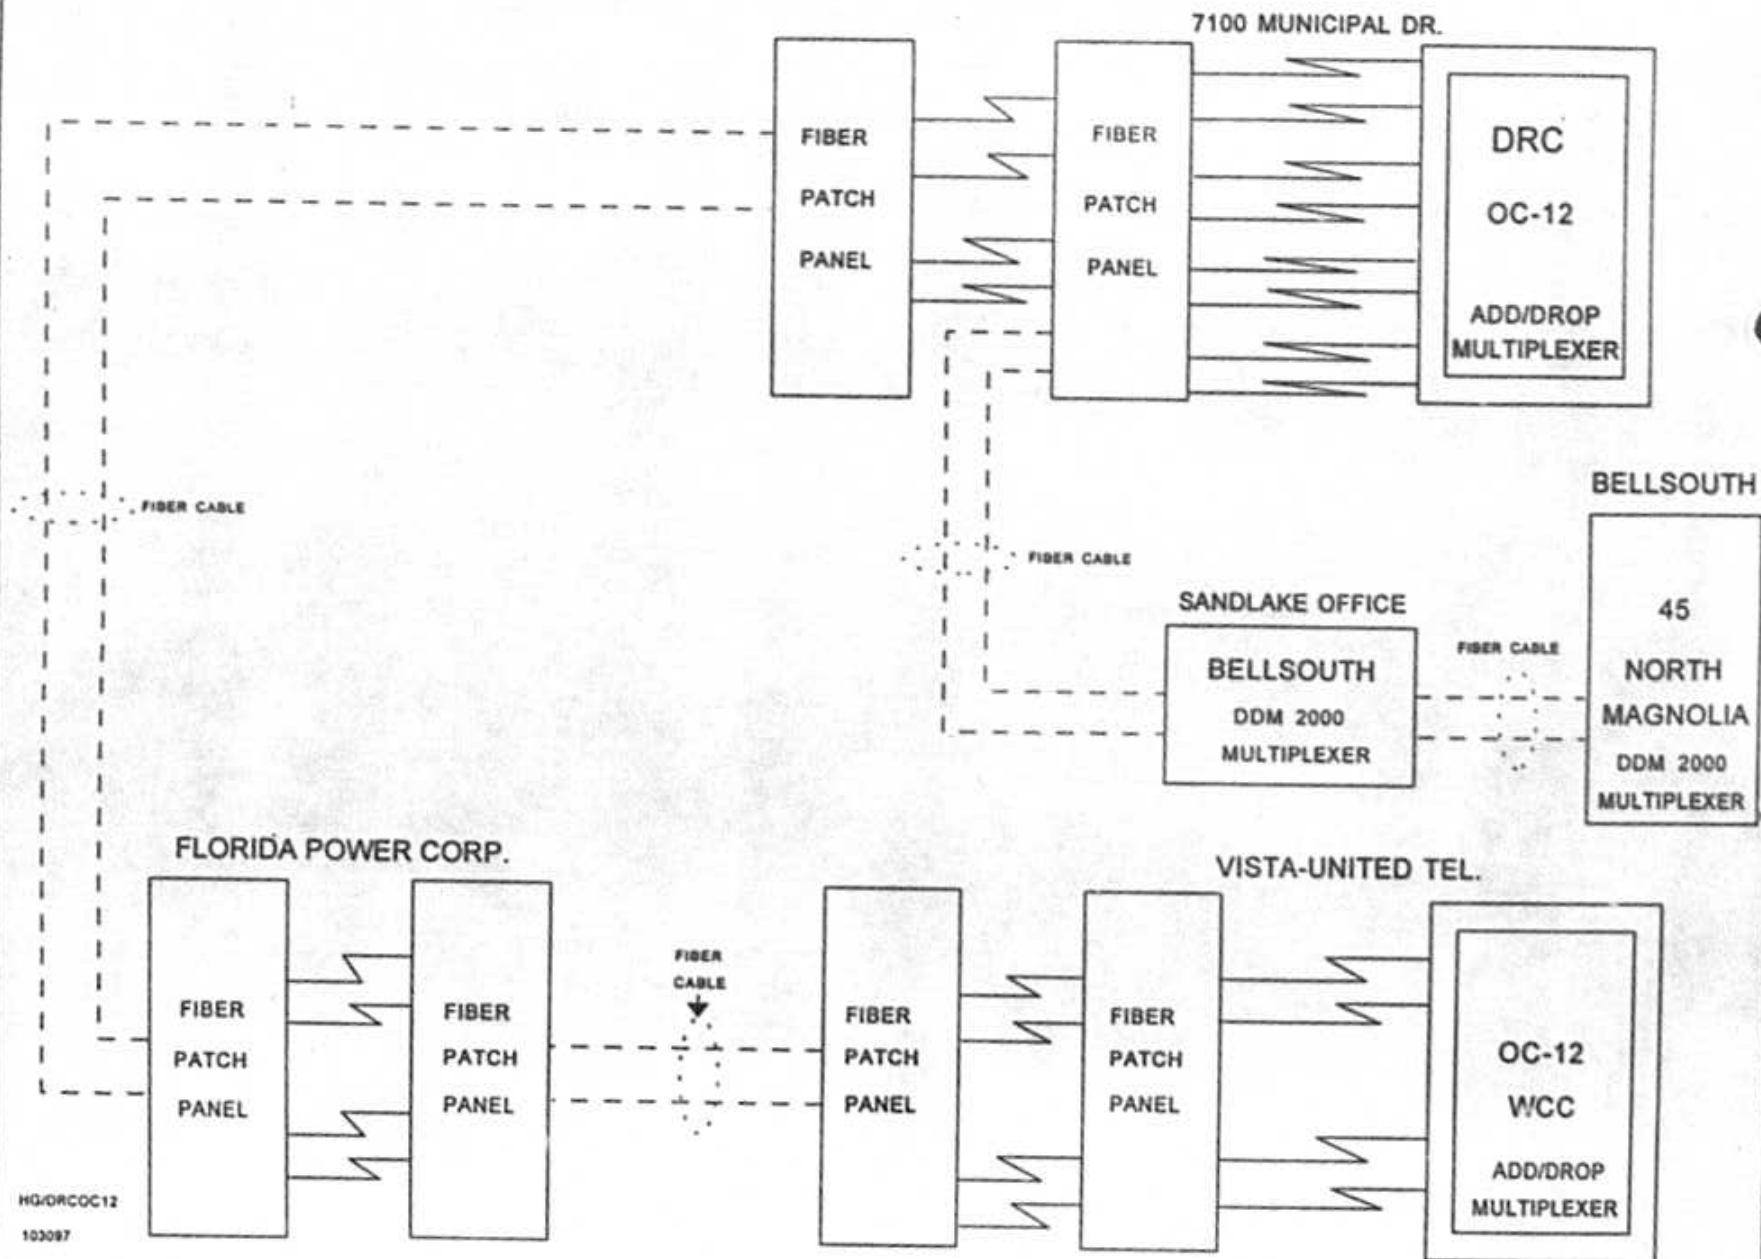 7100 MUNICIPAL DR.
FIBER
PATCH
PANEL
FIBER
PATCH
PANEL
DRC
OC-12
ADD/DROP
MULTIPLEXER
FIBER CABLE
FIBER CABLE
SANDLAKE OFFICE
BELLSOUTH
DDM 2000
MULTIPLEXER
FIBER CABLE
BELLSOUTH
45
NORTH
MAGNOLIA
DDM 2000
MULTIPLEXER
FLORIDA POWER CORP.
FIBER
PATCH
PANEL
FIBER
PATCH
PANEL
FIBER
CABLE
VISTA-UNITED TEL.
FIBER
PATCH
PANEL
FIBER
PATCH
PANEL
OC-12
WCC
ADD/DROP
MULTIPLEXER
HG/DRCOC12
103097